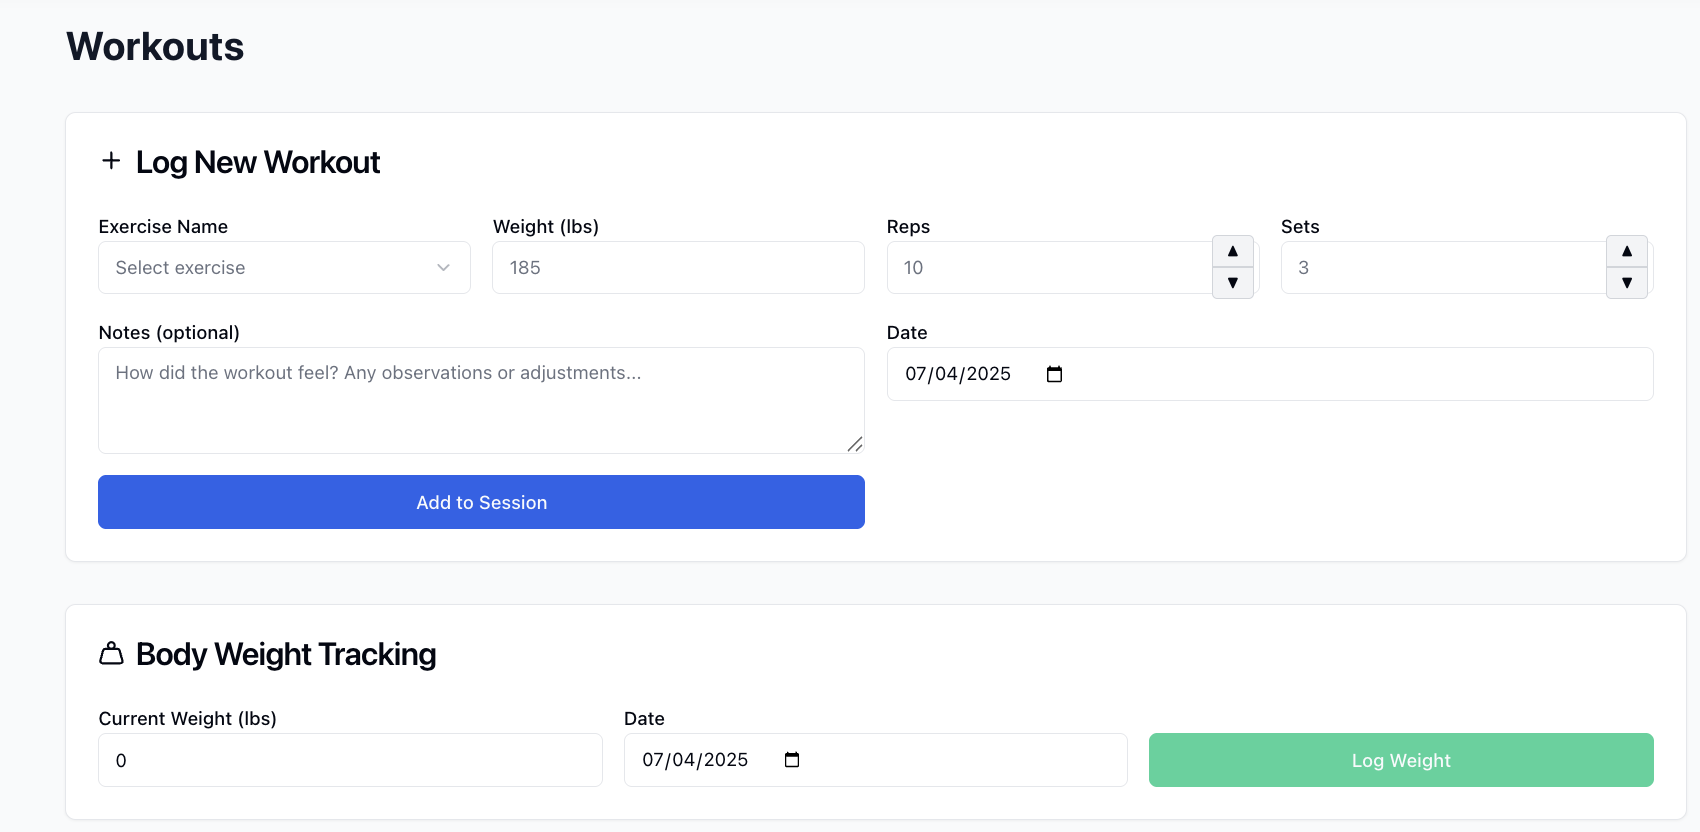 Workouts
Log New Workout
Exercise Name
Select exercise
Weight (lbs)
185
Reps
10
Sets
3
Notes (optional)
How did the workout feel? Any observations or adjustments...
Date
07/04/2025
Add to Session
Body Weight Tracking
Current Weight (lbs)
0
Date
07/04/2025
Log Weight